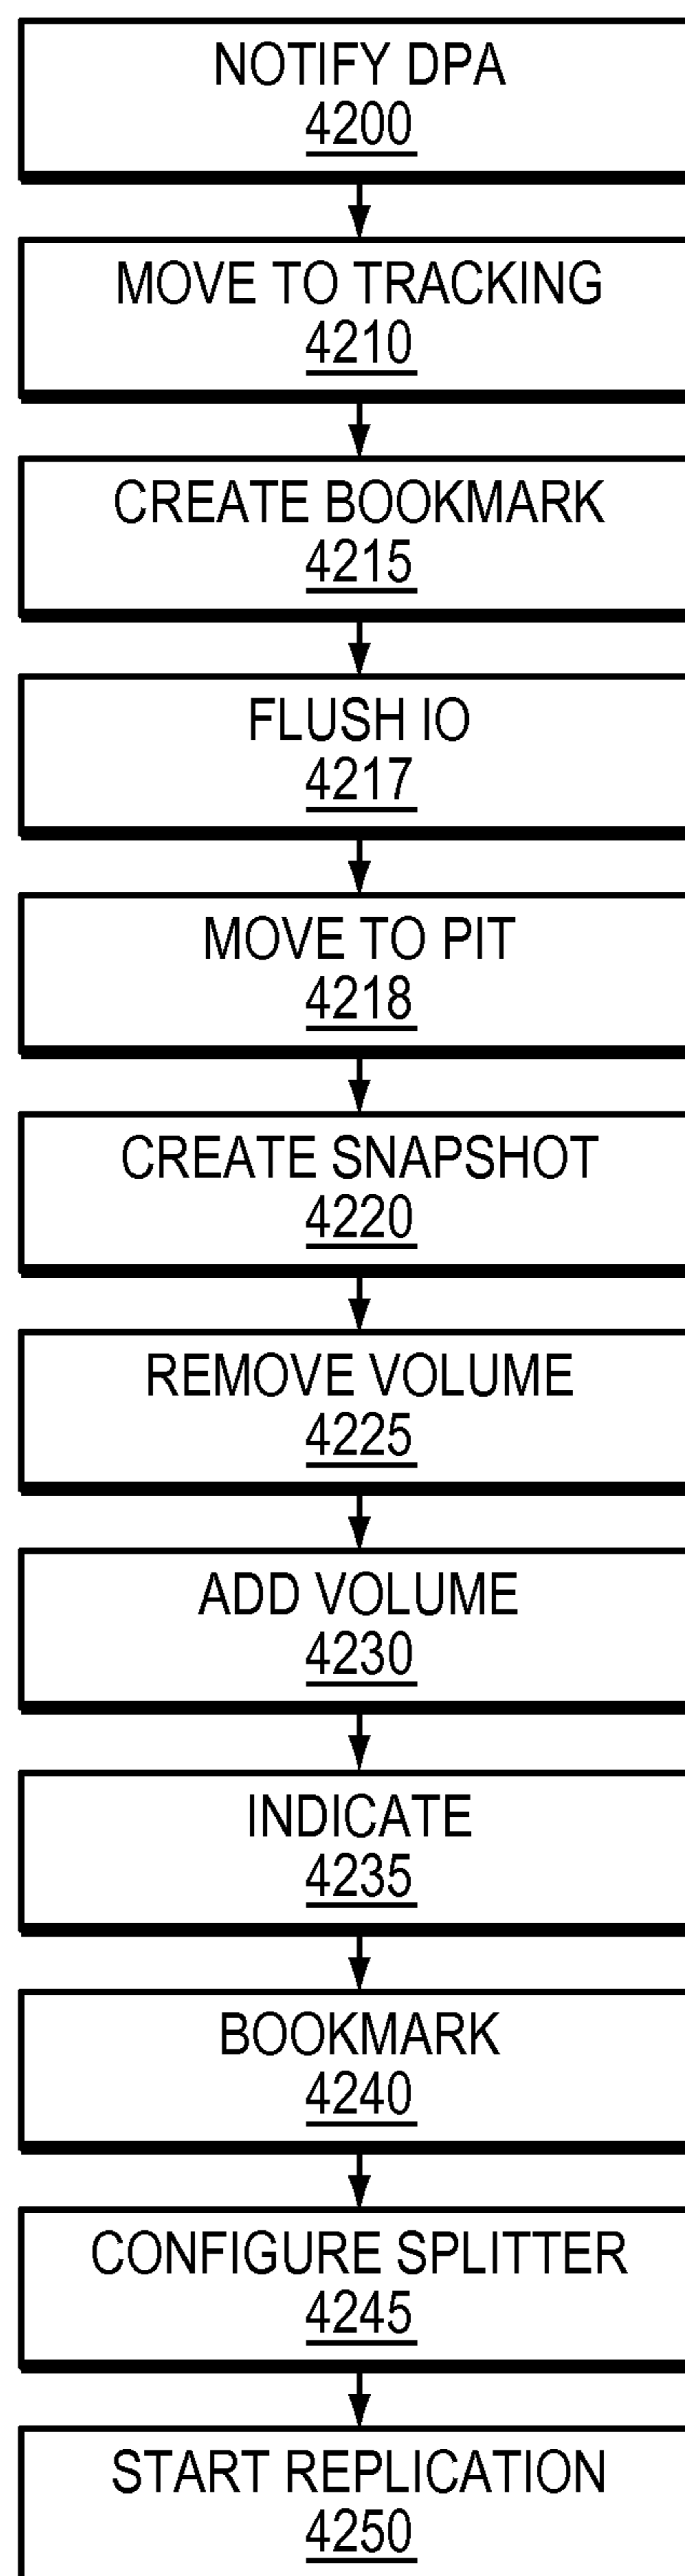 NOTIFY DPA
4200
MOVE TO TRACKING
4210
CREATE BOOKMARK
4215
FLUSH IO
4217
MOVE TO PIT
4218
CREATE SNAPSHOT
4220
REMOVE VOLUME
4225
ADD VOLUME
4230
INDICATE
4235
BOOKMARK
4240
CONFIGURE SPLITTER
4245
START REPLICATION
4250